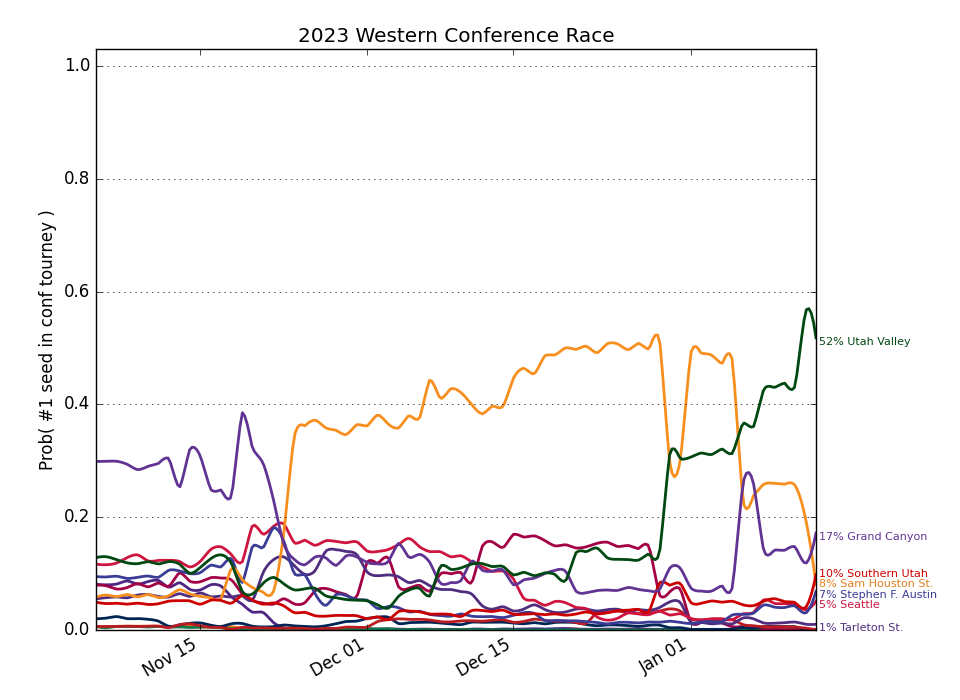 2023 Western Conference Race
Prob( #1 seed in conf tourney )
1.0
0.8
0.6
0.4
0.2
0.0
Nov 15
Dec 01
Dec 15
Jan 01
52% Utah Valley
17% Grand Canyon
10% Southern Utah
8% Sam Houston St.
7% Stephen F. Austin
5% Seattle
1% Tarleton St.